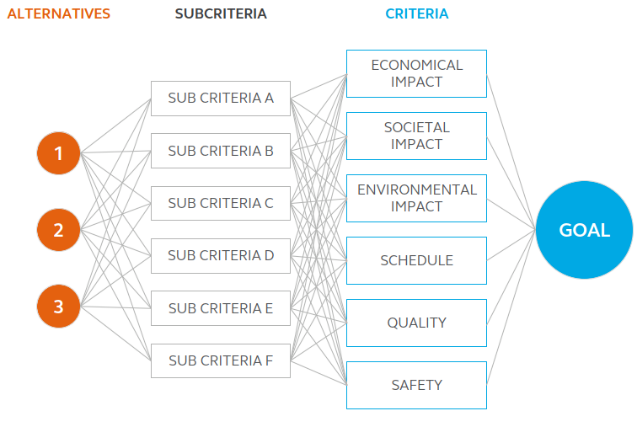 ALTERNATIVES
SUBCRITERIA
CRITERIA
1
2
3
SUB CRITERIA A
SUB CRITERIA B
SUB CRITERIA C
SUB CRITERIA D
SUB CRITERIA E
SUB CRITERIA F
ECONOMICAL
IMPACT
SOCIETAL
IMPACT
ENVIRONMENTAL
IMPACT
SCHEDULE
QUALITY
SAFETY
GOAL